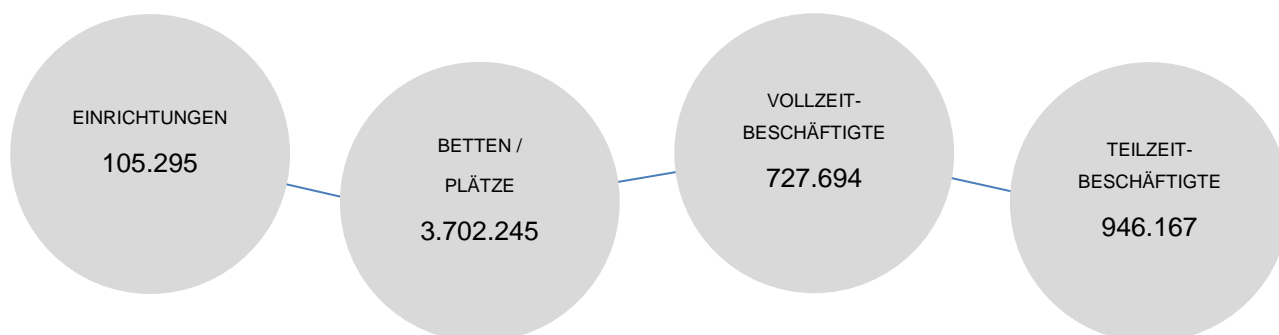 EINRICHTUNGEN
105.295
BETTEN /
PLÄTZE
3.702.245
VOLLZEIT-
BESCHÄFTIGTE
727.694
TEILZEIT-
BESCHÄFTIGTE
946.167